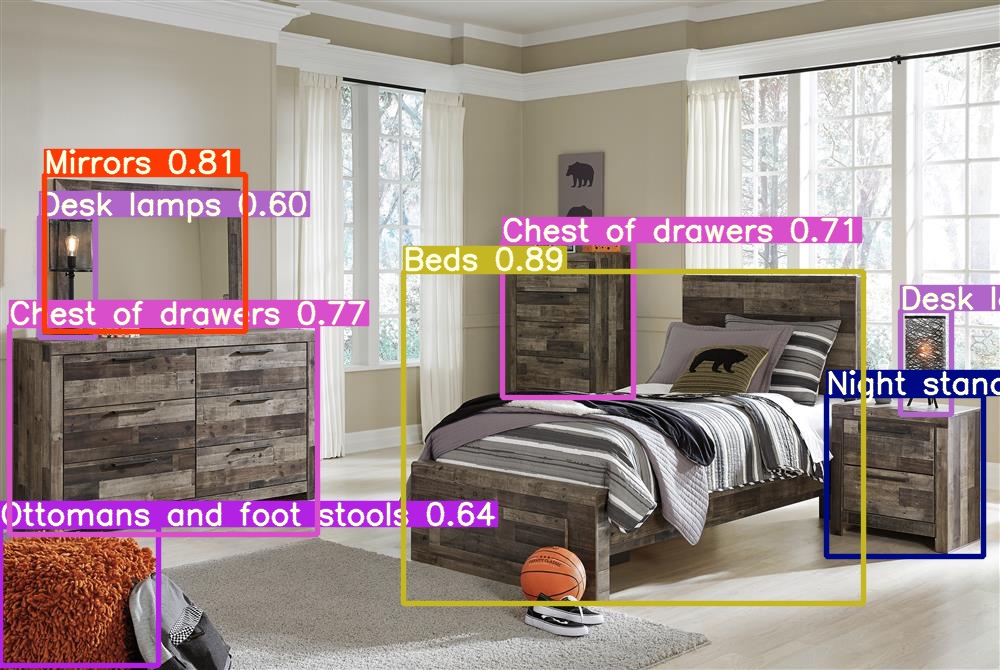 Mirrors 0.81
Desk lamps 0.60
Chest of drawers 0.71
Beds 0.89
Chest of drawers 0.77
Desk l
Night stand
Ottomans and foot stools 0.64